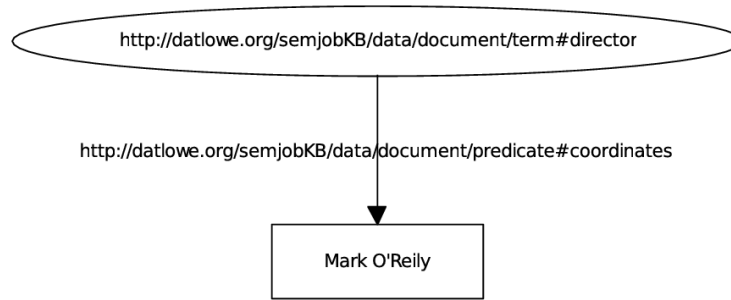 http://datlowe.org/semjobKB/data/document/term#director
http://datlowe.org/semjobKB/data/document/predicate#coordinates
Mark O'Reily